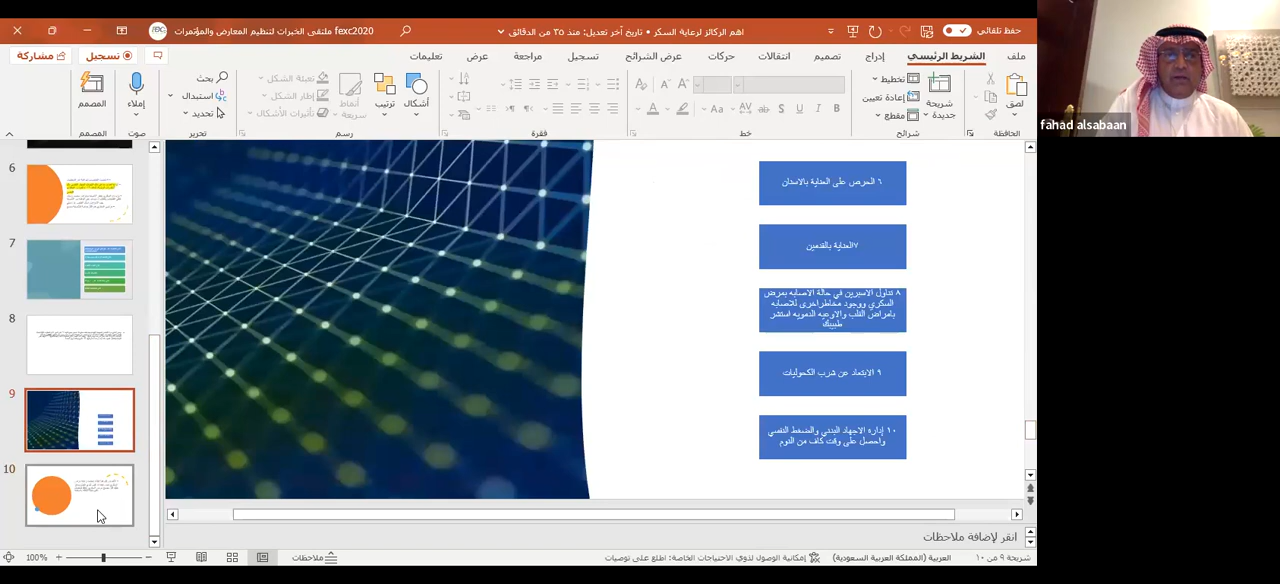 حفظ تلقائي
اهم الركائز لرعاية السكر • تاريخ آخر تعديل: منذ ٢٥ من الدقائق
fexc2020 ملتقى الخبرات لتنظيم المعارض والمؤتمرات
ملف
الشريط الرئيسي
إدراج
تصميم
انتقالات
حركات
عرض الشرائح
تسجيل
مراجعة
عرض
تعليمات
تسجيل
مشاركة
لصق
الحافظة
شريحة جديدة
تخطيط
إعادة تعيين
مقطع
شرائح
خط
فقرة
أشكال
ترتيب
أنماط سريعة
تعبئة الشكل
إطار الشكل
تأثيرات الأشكال
رسم
بحث
استبدال
تحديد
تحرير
إملاء
صوت
المصمم
المصمم
fahad alsabaan
6
7
8
9
10
٦ الحرص على العناية بالاسنان
٧العناية بالقدمين
٨ تناول الاسبرين في حالة الاصابه بمرض
السكري ووجود مخاطراخرى للاصابه
بامراض القلب والاوعيه الدمويه استشر
طبيبك
٩ الابتعاد عن شرب الكحوليات
١٠ إداره الاجهاد البدني والضغط النفسي
واحصل على وقت كاف من النوم
انقر لإضافة ملاحظات
شريحة ٩ من ١٠
العربية (المملكة العربية السعودية)
إمكانية الوصول لذوي الاحتياجات الخاصة: اطلع على توصيات
ملاحظات
100%